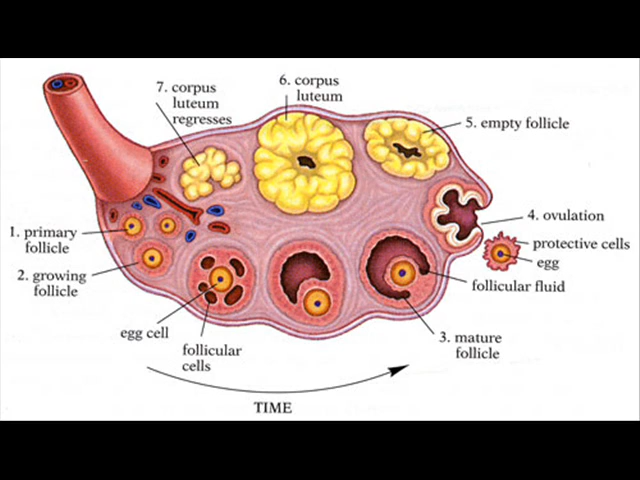 7. corpus
luteum
regresses
6. corpus
luteum
5. empty follicle
4. ovulation
protective cells
egg
follicular fluid
3. mature
follicle
1. primary
follicle
2. growing
follicle
egg cell
follicular
cells
TIME